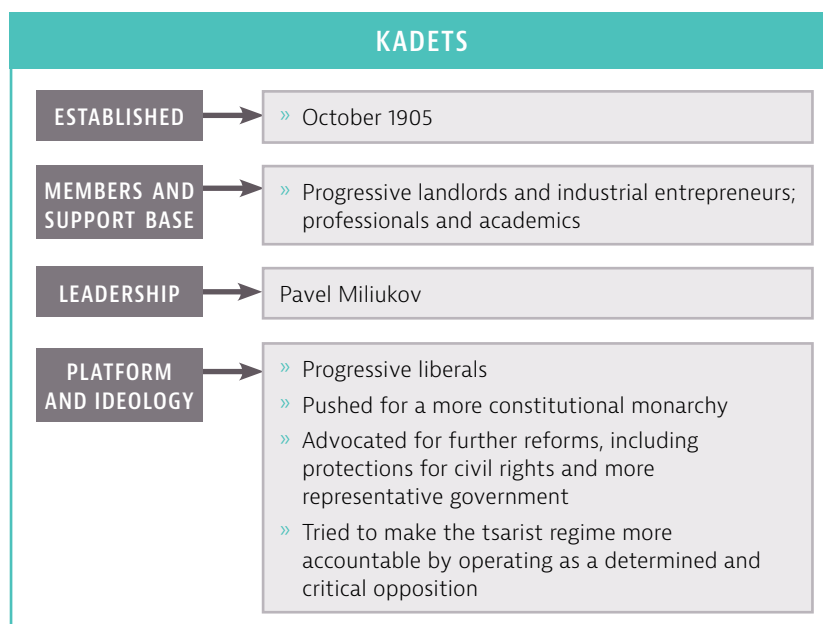 KADETS
ESTABLISHED
» October 1905
MEMBERS AND
SUPPORT BASE
» Progressive landlords and industrial entrepreneurs;
professionals and academics
LEADERSHIP
Pavel Miliukov
PLATFORM
AND IDEOLOGY
» Progressive liberals
» Pushed for a more constitutional monarchy
» Advocated for further reforms, including
protections for civil rights and more
representative government
» Tried to make the tsarist regime more
accountable by operating as a determined and
critical opposition